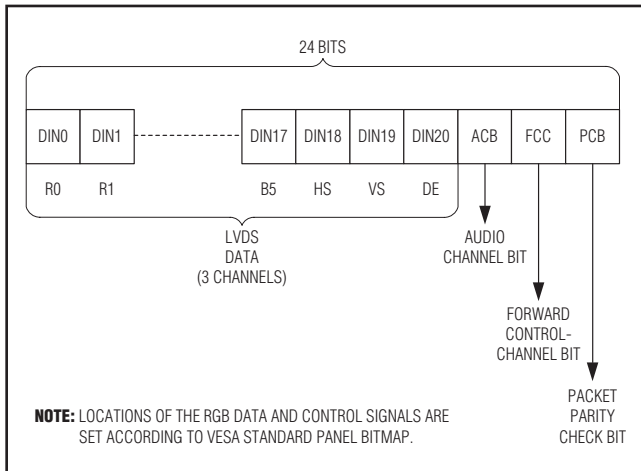 24 BITS
DIN0 DIN1 DIN17 DIN18 DIN19 DIN20 ACB FCC PCB
R0 R1 B5 HS VS DE
LVDS
DATA
(3 CHANNELS)
AUDIO
CHANNEL BIT
FORWARD
CONTROL-
CHANNEL BIT
PACKET
PARITY
CHECK BIT
NOTE: LOCATIONS OF THE RGB DATA AND CONTROL SIGNALS ARE
SET ACCORDING TO VESA STANDARD PANEL BITMAP.